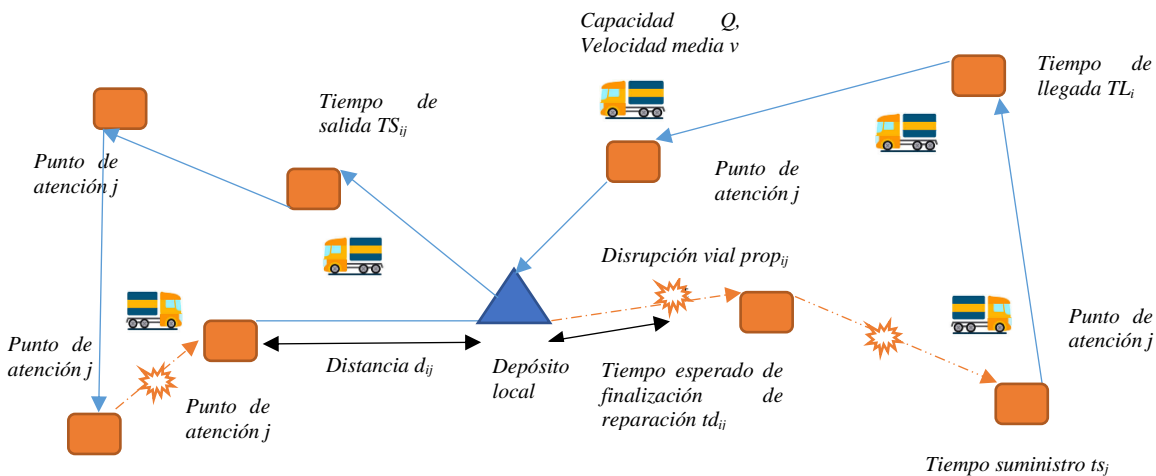 Capacidad Q,
Velocidad media v
Tiempo de
llegada TLi
Tiempo de
salida TSij
Punto de
atención j
Punto de
atención j
Disrupción vial propij
Punto de
atención j
Punto de
atención j
Distancia dij
Depósito
local
Tiempo esperado de
finalización de
reparación tdij
Punto de
atención j
Tiempo suministro tsj